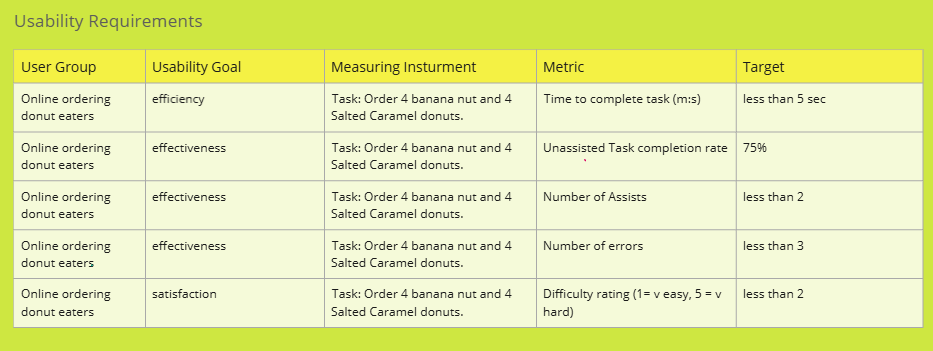 Usability Requirements
User Group Usability Goal Measuring Insturment Metric Target
Online ordering donut eaters efficiency Task: Order 4 banana nut and 4 Salted Caramel donuts. Time to complete task (m:s) less than 5 sec
Online ordering donut eaters effectiveness Task: Order 4 banana nut and 4 Salted Caramel donuts. Unassisted Task completion rate 75%
Online ordering donut eaters effectiveness Task: Order 4 banana nut and 4 Salted Caramel donuts. Number of Assists less than 2
Online ordering donut eaters effectiveness Task: Order 4 banana nut and 4 Salted Caramel donuts. Number of errors less than 3
Online ordering donut eaters satisfaction Task: Order 4 banana nut and 4 Salted Caramel donuts. Difficulty rating (1= v easy, 5 = v hard) less than 2